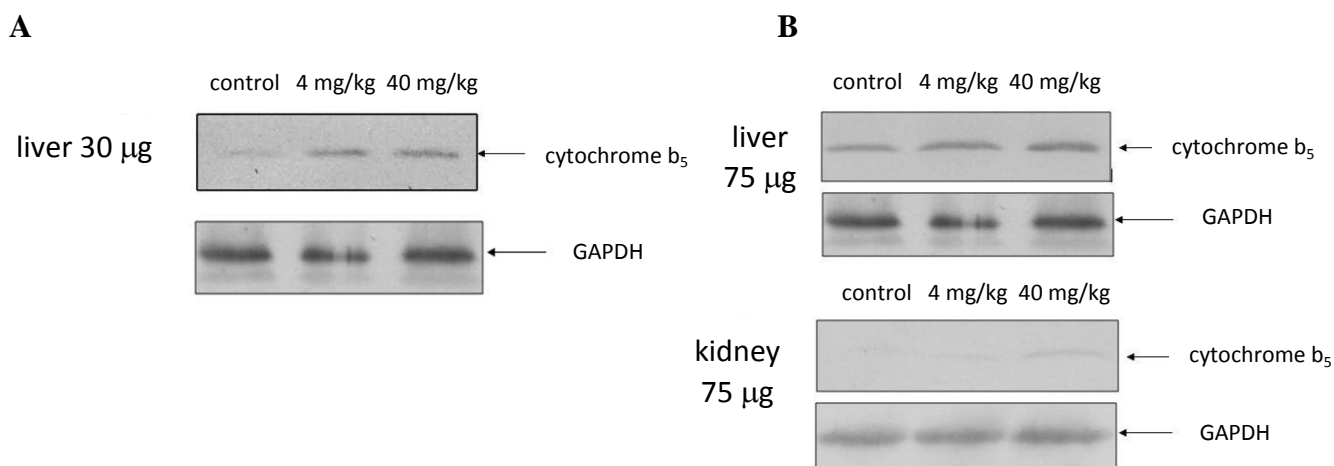 A
control 4 mg/kg 40 mg/kg
liver 30 μg
cytochrome b₅
GAPDH
B
control 4 mg/kg 40 mg/kg
liver
75 μg
cytochrome b₅
GAPDH
control 4 mg/kg 40 mg/kg
kidney
75 μg
cytochrome b₅
GAPDH